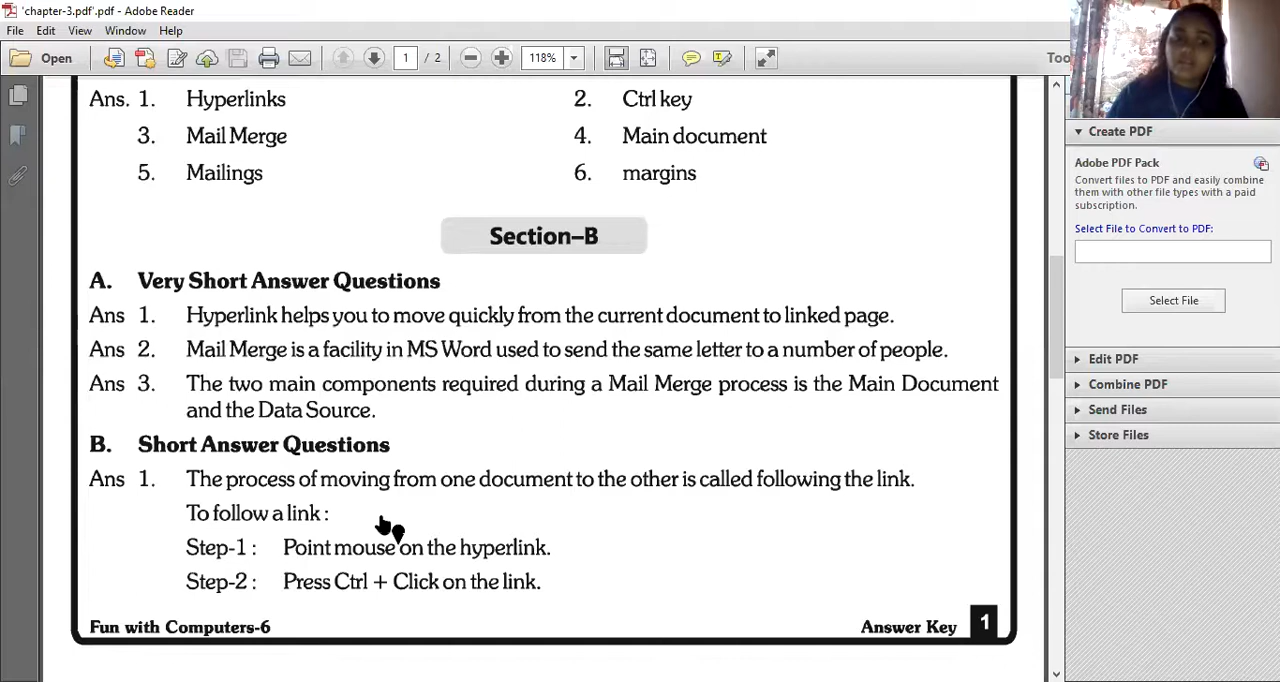 'chapter-3.pdf'.pdf - Adobe Reader
File Edit View Window Help
Open 1 / 2 118%
Ans. 1. Hyperlinks 2. Ctrl key
3. Mail Merge 4. Main document
5. Mailings 6. margins
Section–B
A. Very Short Answer Questions
Ans 1. Hyperlink helps you to move quickly from the current document to linked page.
Ans 2. Mail Merge is a facility in MS Word used to send the same letter to a number of people.
Ans 3. The two main components required during a Mail Merge process is the Main Document
and the Data Source.
B. Short Answer Questions
Ans 1. The process of moving from one document to the other is called following the link.
To follow a link :
Step-1 : Point mouse on the hyperlink.
Step-2 : Press Ctrl + Click on the link.
Fun with Computers-6 Answer Key 1
Create PDF
Adobe PDF Pack
Convert files to PDF and easily combine
them with other file types with a paid
subscription.
Select File to Convert to PDF:
Select File
Edit PDF
Combine PDF
Send Files
Store Files